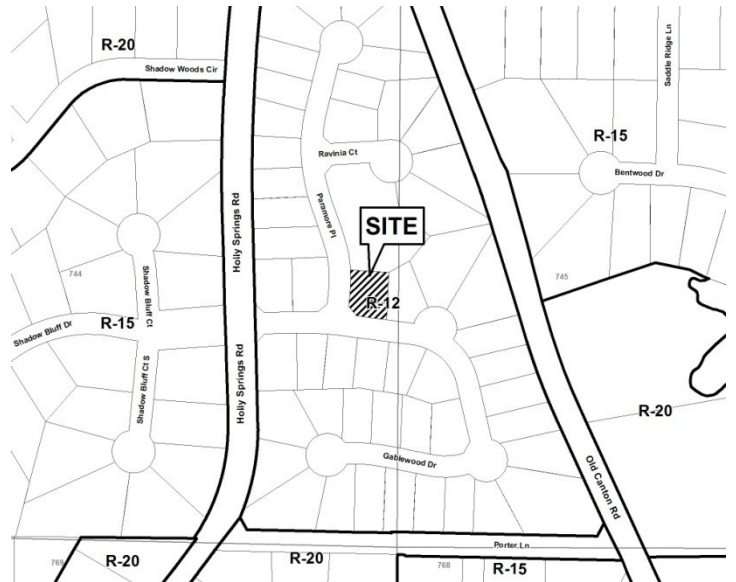 R-20
Shadow Woods Cir
Saddle Ridge Ln
R-15
Ravinia Ct
Bentwood Dr
Holly Springs Rd
Paramore Pl
SITE
744
Shadow Bluff Ct
745
R-12
Shadow Bluff Dr
R-15
Holly Springs Rd
Shadow Bluff Ct S
R-20
Gablewood Dr
Old Canton Rd
Porter Ln
769
R-20
R-20
768
R-15